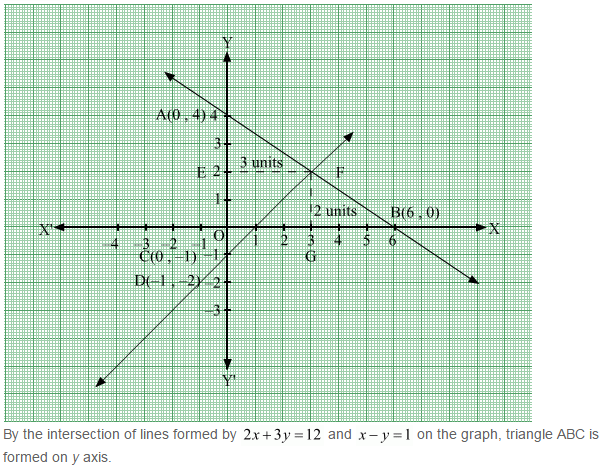 Y
A(0 , 4) 4
3
E 2 3 units F
1 2 units B(6 , 0)
X' O X
–4 –3 –2 –1 1 2 3 4 5 6
C(0 , –1) –1 G
D(–1 , –2) –2
–3
Y'
By the intersection of lines formed by 2x+3y=12 and x−y=1 on the graph, triangle ABC is
formed on y axis.